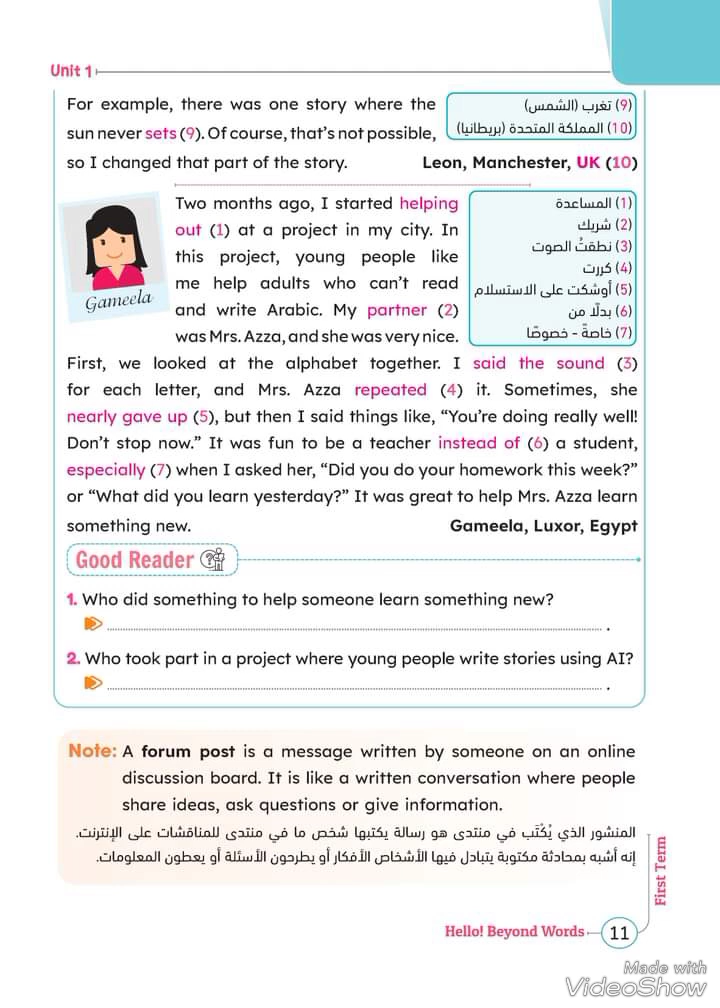 Unit 1
For example, there was one story where the
sun never sets (9). Of course, that's not possible,
so I changed that part of the story.
Leon, Manchester, UK (10)
(9) تغرب (الشمس)
(10) المملكة المتحدة (بريطانيا)
Two months ago, I started helping
out (1) at a project in my city. In
this project, young people like
me help adults who can't read
and write Arabic. My partner (2)
was Mrs. Azza, and she was very nice.
Gameela
(1) المساعدة
(2) شريك
(3) نطقتُ الصوت
(4) كررت
(5) أوشكت على الاستسلام
(6) بدلًا من
(7) خاصةً - خصوصًا
First, we looked at the alphabet together. I said the sound (3)
for each letter, and Mrs. Azza repeated (4) it. Sometimes, she
nearly gave up (5), but then I said things like, "You're doing really well!
Don't stop now." It was fun to be a teacher instead of (6) a student,
especially (7) when I asked her, "Did you do your homework this week?"
or "What did you learn yesterday?" It was great to help Mrs. Azza learn
something new.
Gameela, Luxor, Egypt
Good Reader
1. Who did something to help someone learn something new?
.
2. Who took part in a project where young people write stories using AI?
.
Note: A forum post is a message written by someone on an online
discussion board. It is like a written conversation where people
share ideas, ask questions or give information.
المنشور الذي يُكْتَب في منتدى هو رسالة يكتبها شخص ما في منتدى للمناقشات على الإنترنت.
إنه أشبه بمحادثة مكتوبة يتبادل فيها الأشخاص الأفكار أو يطرحون الأسئلة أو يعطون المعلومات.
First Term
Hello! Beyond Words
11
Made with
VideoShow